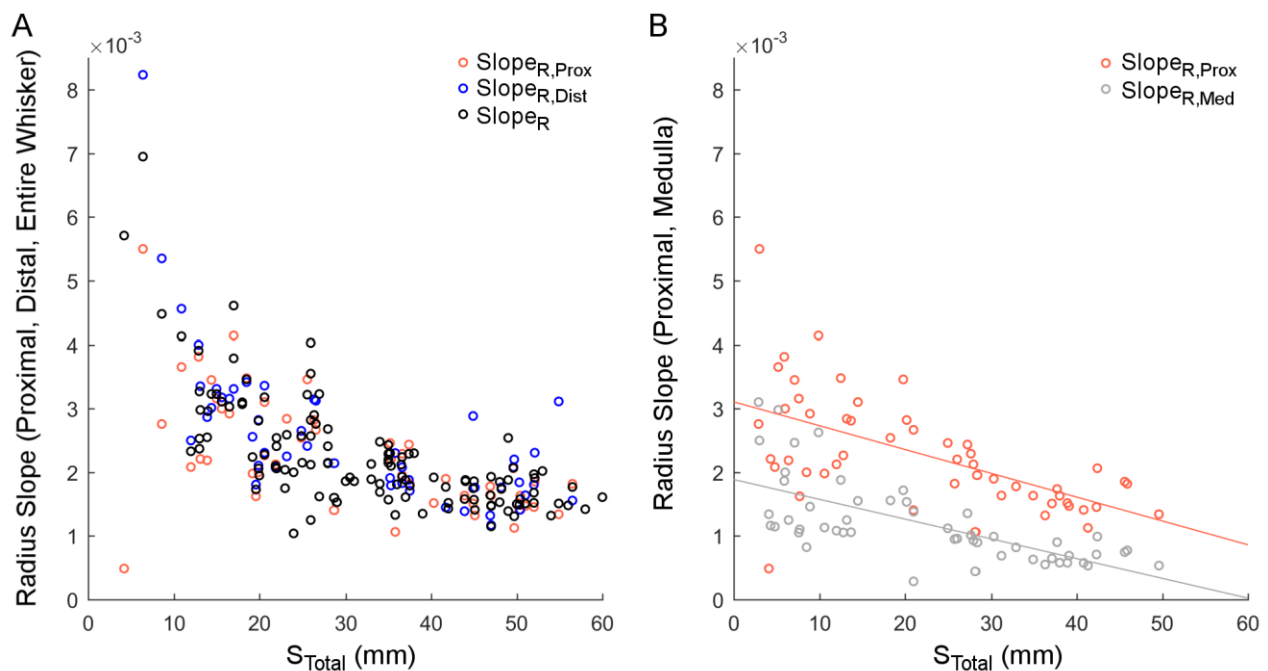 A
×10⁻³
Slope_R,Prox
Slope_R,Dist
Slope_R
8
7
6
5
4
3
2
1
0
0 10 20 30 40 50 60
Radius Slope (Proximal, Distal, Entire Whisker)
S_Total (mm)
B
×10⁻³
Slope_R,Prox
Slope_R,Med
8
7
6
5
4
3
2
1
0
0 10 20 30 40 50 60
Radius Slope (Proximal, Medulla)
S_Total (mm)